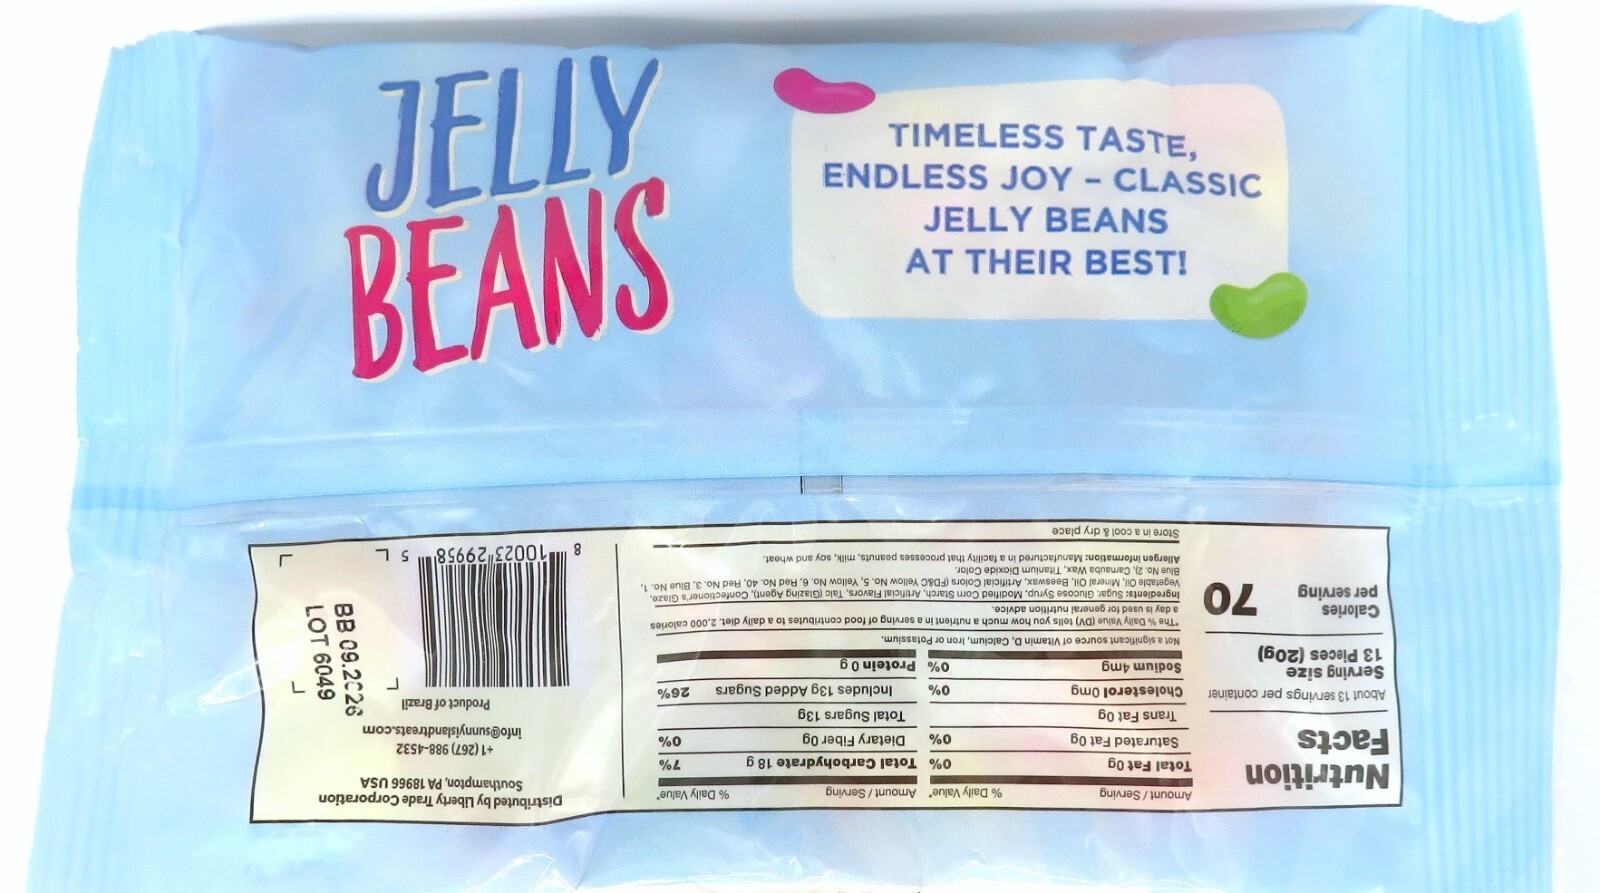 JELLY
BEANS
TIMELESS TASTE,
ENDLESS JOY – CLASSIC
JELLY BEANS
AT THEIR BEST!
Nutrition
Facts
About 13 servings per container
Serving size
13 Pieces (20g)
Calories
per serving
70
Amount / Serving % Daily Value*
Total Fat 0g 0%
Saturated Fat 0g 0%
Trans Fat 0g
Cholesterol 0mg 0%
Sodium 4mg 0%
Amount / Serving % Daily Value*
Total Carbohydrate 18 g 7%
Dietary Fiber 0g 0%
Total Sugars 13g
Includes 13g Added Sugars 26%
Protein 0 g
Not a significant source of Vitamin D, Calcium, Iron or Potassium.
*The % Daily Value (DV) tells you how much a nutrient in a serving of food contributes to a daily diet. 2,000 calories
a day is used for general nutrition advice.
Ingredients: Sugar, Glucose Syrup, Modified Corn Starch, Artificial Flavors, Talc (Glazing Agent), Confectioner's Glaze,
Vegetable Oil, Mineral Oil, Beeswax, Artificial Colors (FD&C Yellow No. 5, Yellow No. 6, Red No. 40, Red No. 3, Blue No. 1,
Blue No. 2), Carnauba Wax, Titanium Dioxide Color.
Allergen Information: Manufactured in a facility that processes peanuts, milk, soy and wheat.
Store in a cool & dry place
Distributed by Liberty Trade Corporation
Southampton, PA 18966 USA
+1 (267) 988-4532
info@sunnyislandtreats.com
Product of Brazil
8 10023 29958 5
BB 09.2026
LOT 6049